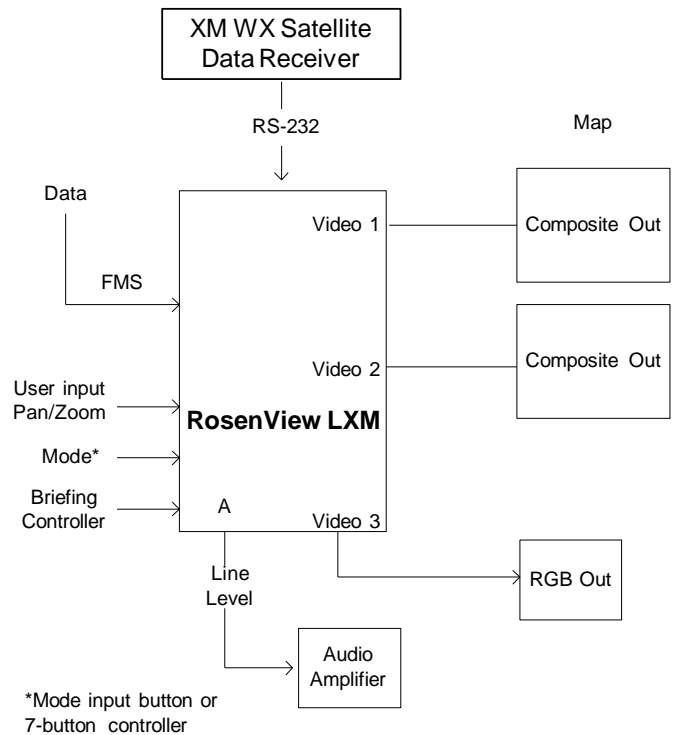 XM WX Satellite
Data Receiver
RS-232
Map
Data
Video 1
Composite Out
FMS
Video 2
Composite Out
User input
Pan/Zoom
RosenView LXM
Mode*
Briefing
Controller
A
Video 3
Line
Level
RGB Out
Audio
Amplifier
*Mode input button or
7-button controller